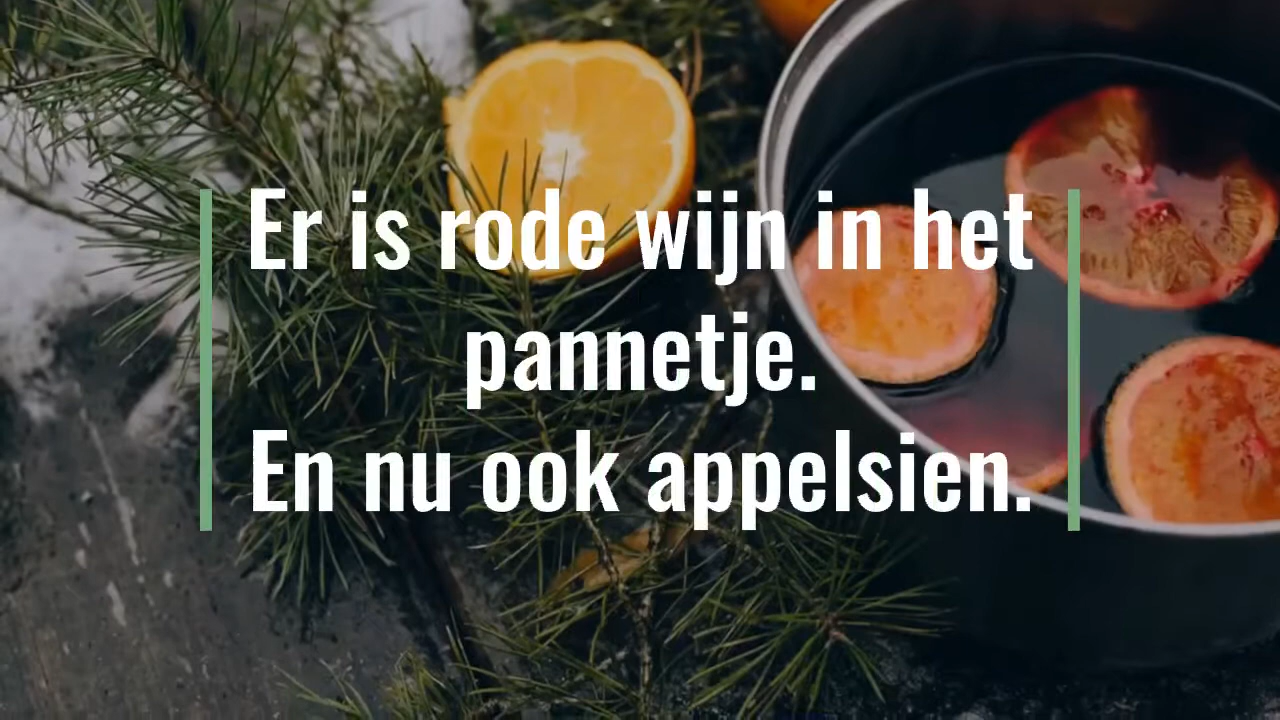 Er is rode wijn in het
pannetje.
En nu ook appelsien.